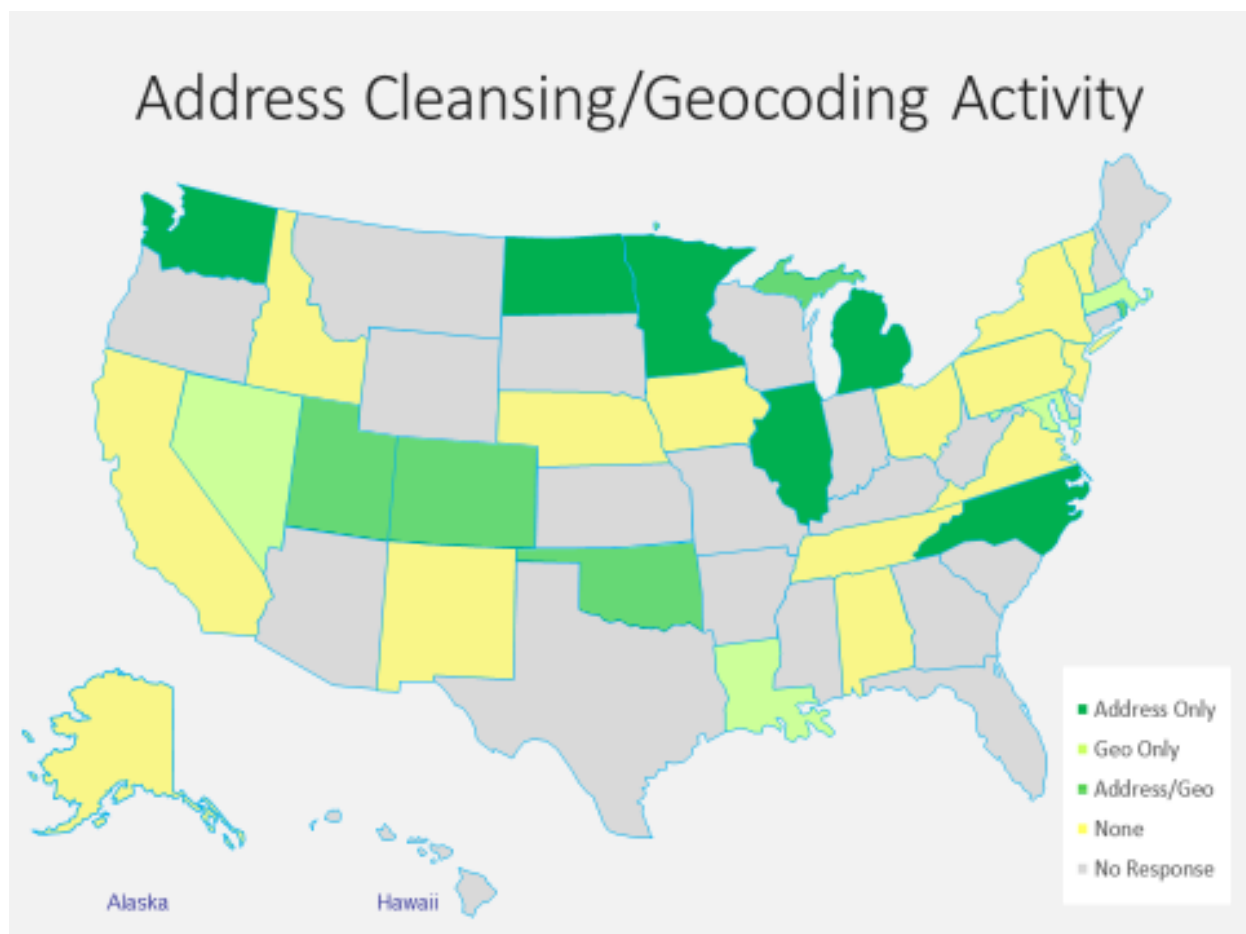 Address Cleansing/Geocoding Activity
Address Only
Geo Only
Address/Geo
None
No Response
Alaska
Hawaii